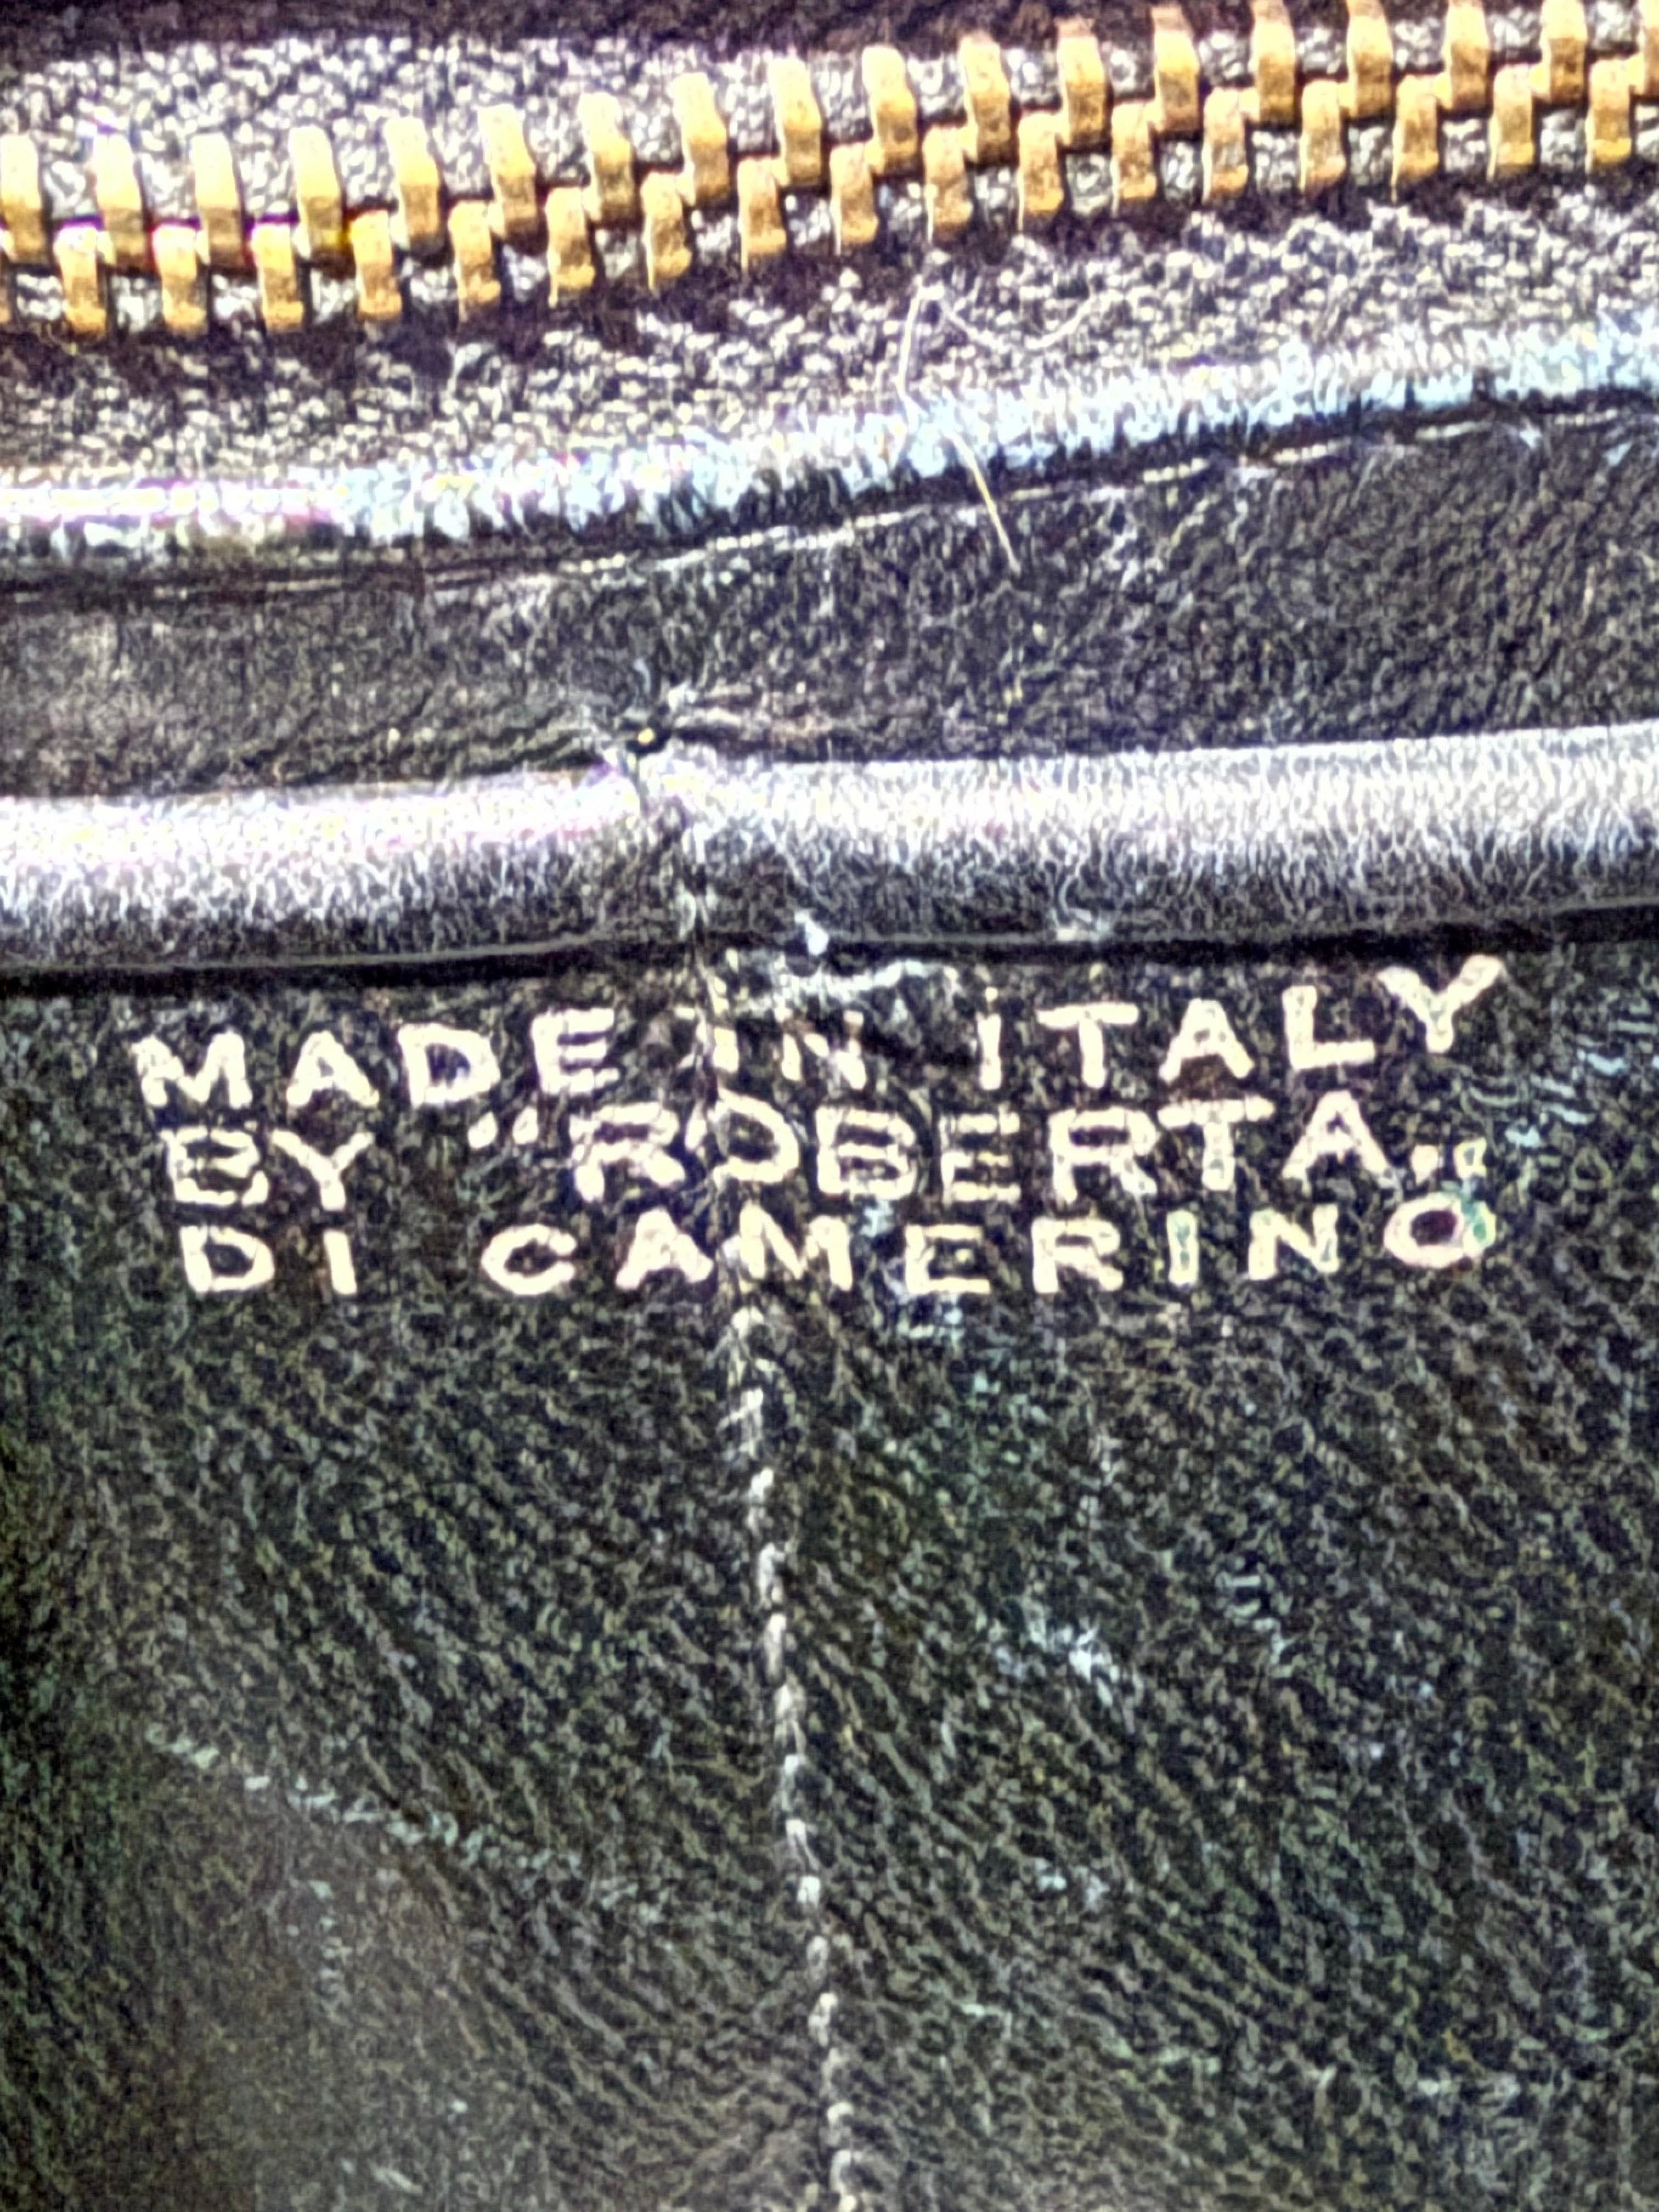 MADE IN ITALY
BY "ROBERTA„
DI CAMERINO